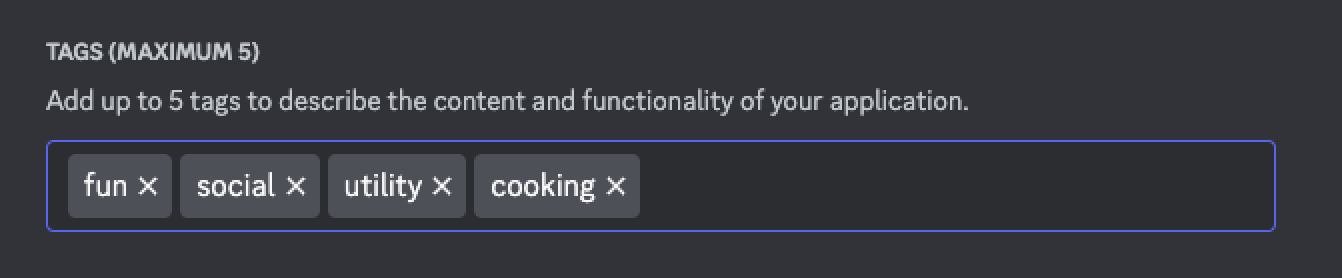 TAGS (MAXIMUM 5)
Add up to 5 tags to describe the content and functionality of your application.
fun × social × utility × cooking ×